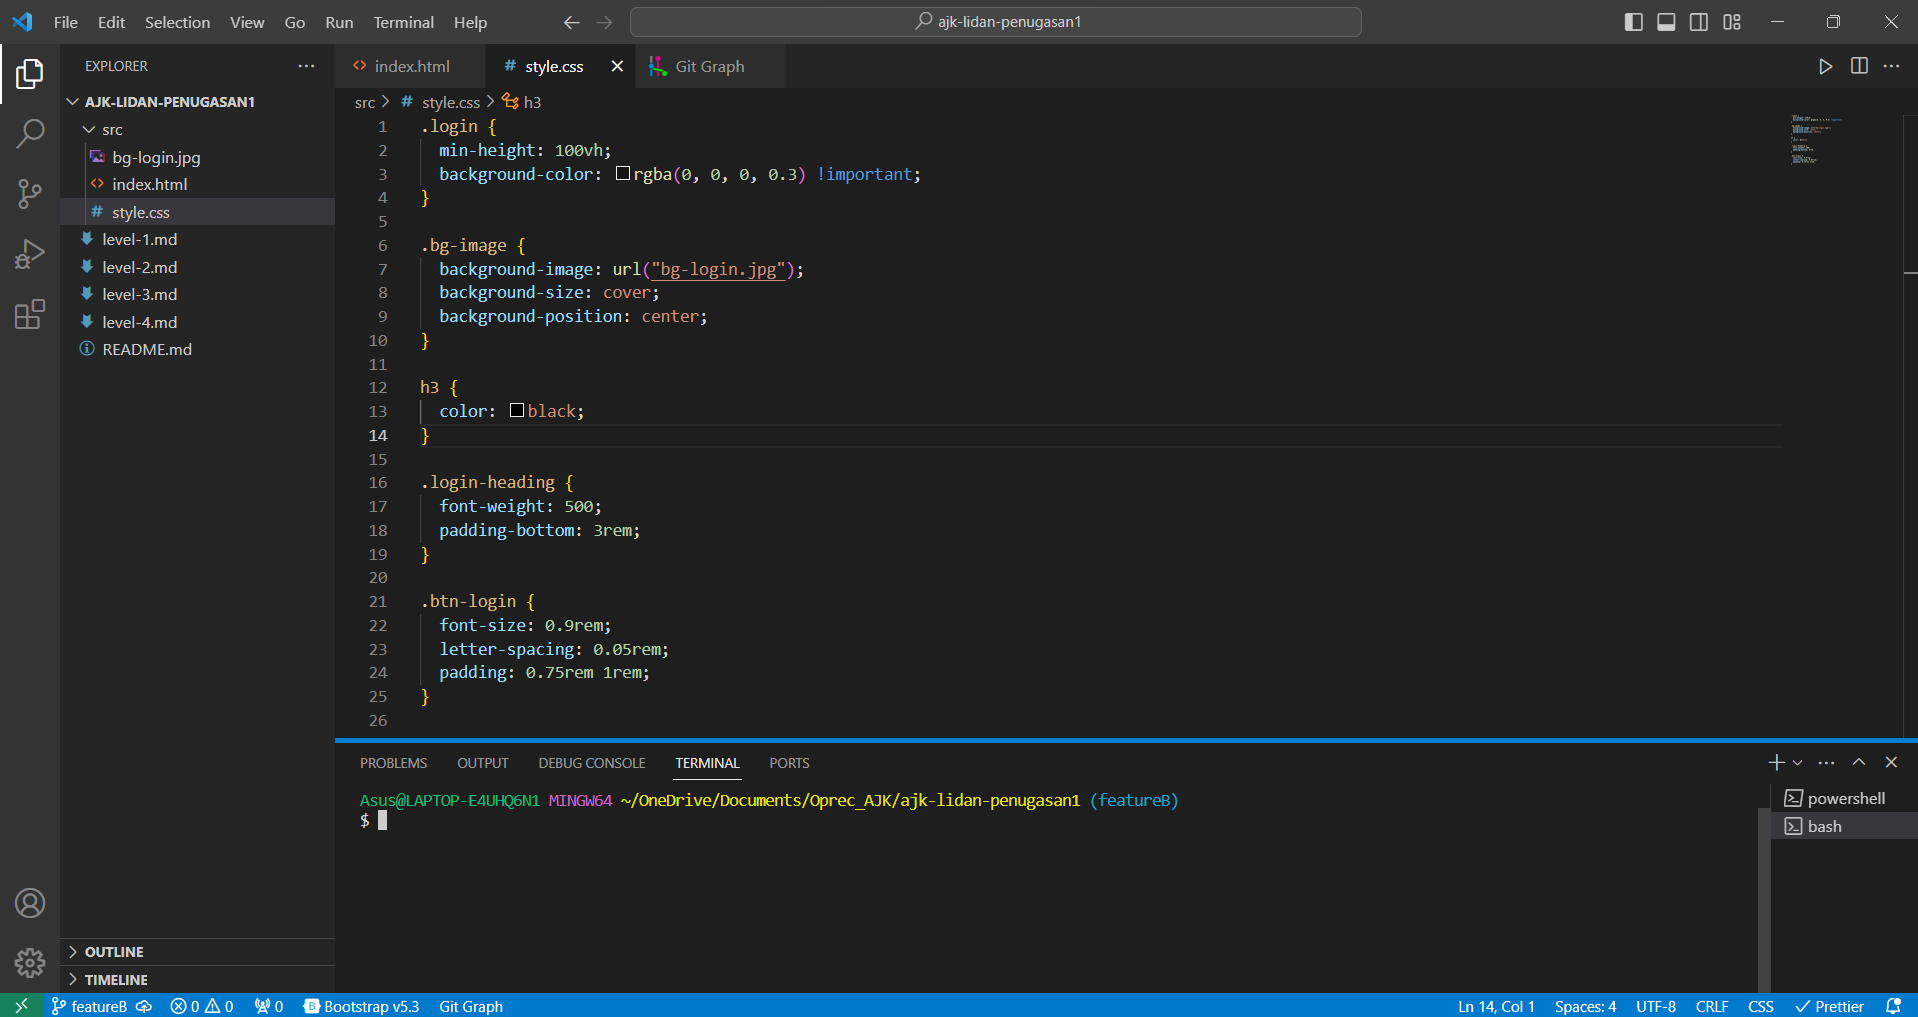 File Edit Selection View Go Run Terminal Help
ajk-lidan-penugasan1
EXPLORER
AJK-LIDAN-PENUGASAN1
src
bg-login.jpg
index.html
style.css
level-1.md
level-2.md
level-3.md
level-4.md
README.md
OUTLINE
TIMELINE
index.html # style.css Git Graph
src > # style.css > h3
1 .login {
2 min-height: 100vh;
3 background-color: rgba(0, 0, 0, 0.3) !important;
4 }
5
6 .bg-image {
7 background-image: url("bg-login.jpg");
8 background-size: cover;
9 background-position: center;
10 }
11
12 h3 {
13 color: black;
14 }
15
16 .login-heading {
17 font-weight: 500;
18 padding-bottom: 3rem;
19 }
20
21 .btn-login {
22 font-size: 0.9rem;
23 letter-spacing: 0.05rem;
24 padding: 0.75rem 1rem;
25 }
26
PROBLEMS OUTPUT DEBUG CONSOLE TERMINAL PORTS
Asus@LAPTOP-E4UHQ6N1 MINGW64 ~/OneDrive/Documents/Oprec_AJK/ajk-lidan-penugasan1 (featureB)
$
powershell
bash
featureB 0 0 0 Bootstrap v5.3 Git Graph Ln 14, Col 1 Spaces: 4 UTF-8 CRLF CSS Prettier